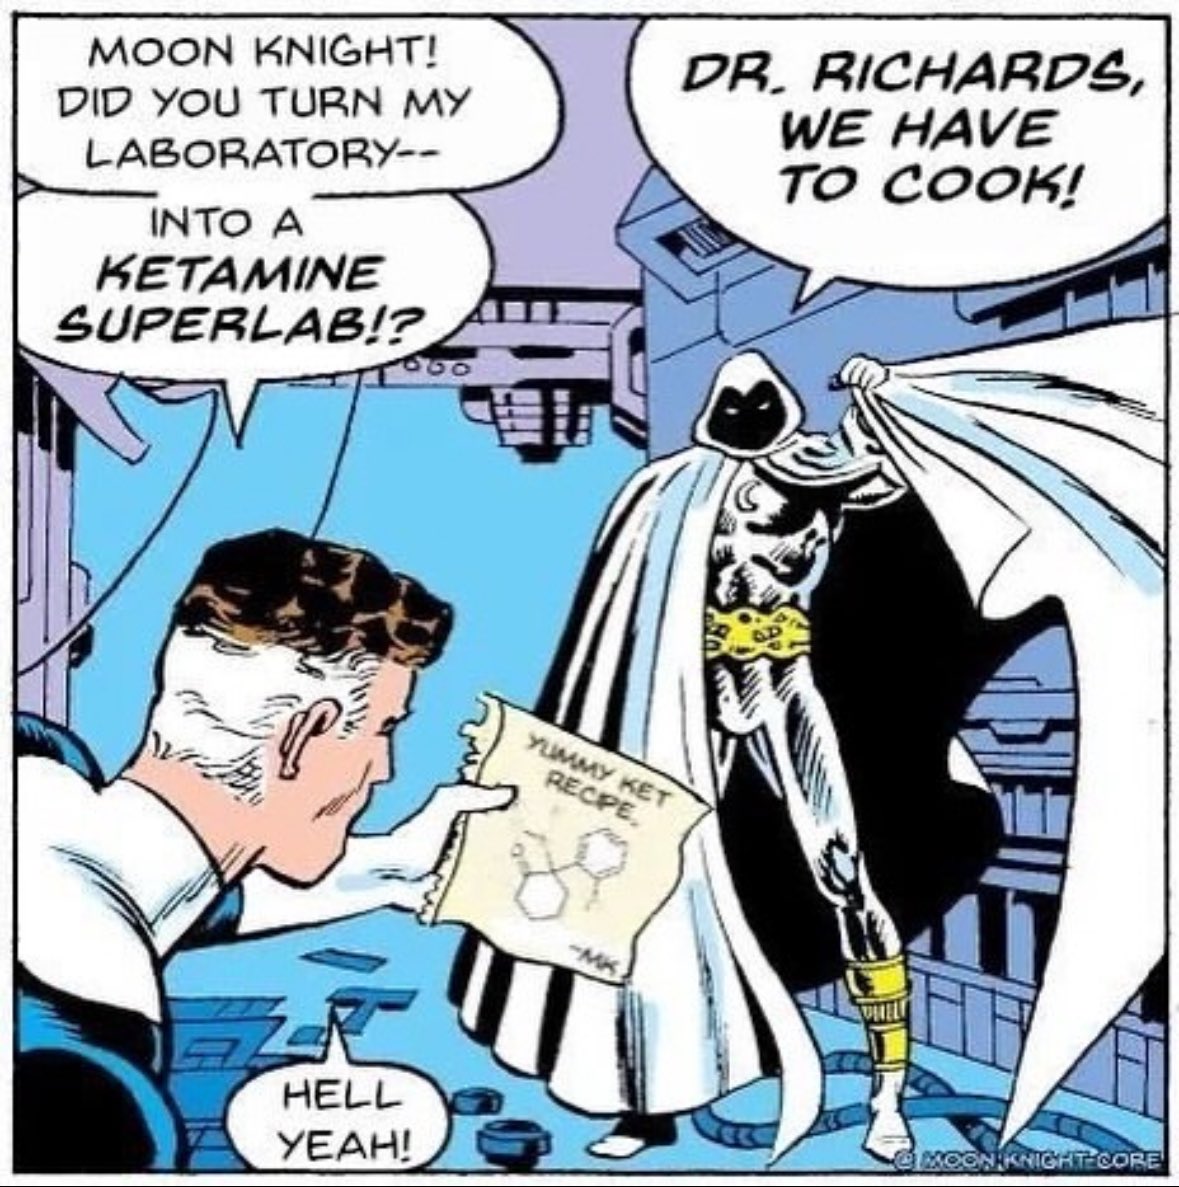 MOON KNIGHT!
DID YOU TURN MY
LABORATORY--
INTO A
KETAMINE
SUPERLAB!?
DR. RICHARDS,
WE HAVE
TO COOK!
YUMMY KET
RECIPE.
-MK
HELL
YEAH!
@ MOON.KNIGHT.CORE